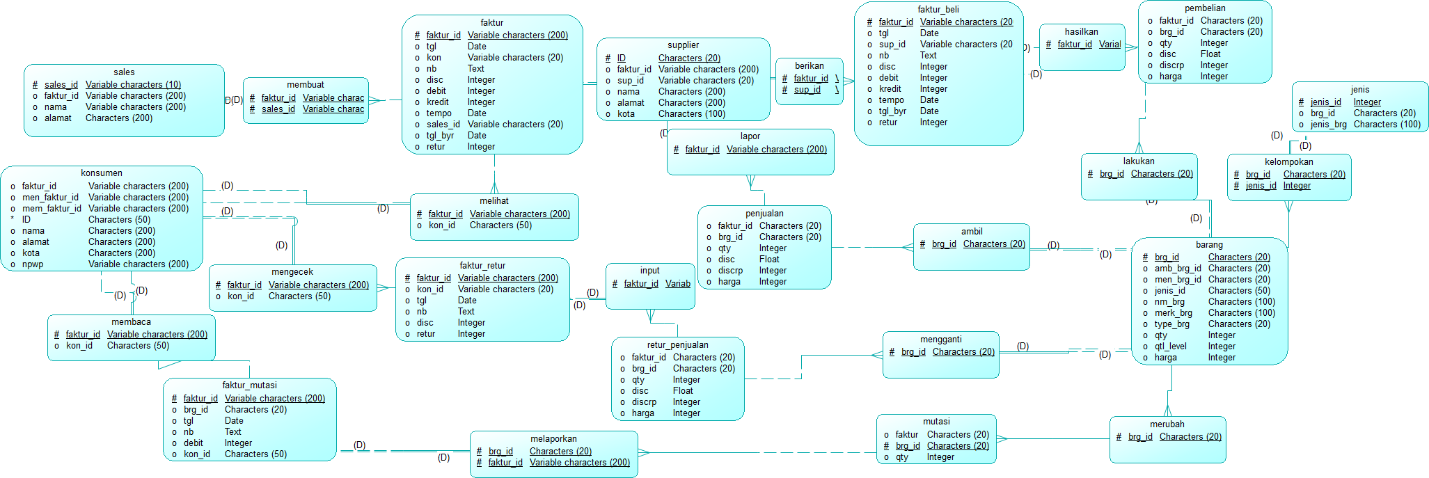 sales
# sales_id Variable characters (10)
o faktur_id Variable characters (200)
o nama Variable characters (200)
o alamat Characters (200)
(D)
membuat
# faktur_id Variable charac
# sales_id Variable charac
faktur
# faktur_id Variable characters (200)
o tgl Date
o kon Variable characters (20)
o nb Text
o disc Integer
o debit Integer
o kredit Integer
o tempo Date
o sales_id Variable characters (20)
o tgl_byr Date
o retur Integer
supplier
# ID Characters (20)
o faktur_id Variable characters (200)
o sup_id Variable characters (20)
o nama Characters (200)
o alamat Characters (200)
o kota Characters (100)
berikan
# faktur_id \
# sup_id \
faktur_beli
# faktur_id Variable characters (20
o tgl Date
o sup_id Variable characters (20
o nb Text
o disc Integer
o debit Integer
o kredit Integer
o tempo Date
o tgl_byr Date
o retur Integer
(D)
hasilkan
# faktur_id Varial
pembelian
o faktur_id Characters (20)
o brg_id Characters (20)
o qty Integer
o disc Float
o discrp Integer
o harga Integer
jenis
# jenis_id Integer
o brg_id Characters (20)
o jenis_brg Characters (100)
(D)
(D)
lapor
# faktur_id Variable characters (200)
lakukan
# brg_id Characters (20)
(D)
(D)
kelompokan
# brg_id Characters (20)
# jenis_id Integer
konsumen
o faktur_id Variable characters (200)
o men_faktur_id Variable characters (200)
o mem_faktur_id Variable characters (200)
* ID Characters (50)
o nama Characters (200)
o alamat Characters (200)
o kota Characters (200)
o npwp Variable characters (200)
(D)
(D)
(D)
(D)
melihat
# faktur_id Variable characters (200)
o kon_id Characters (50)
penjualan
o faktur_id Characters (20)
o brg_id Characters (20)
o qty Integer
o disc Float
o discrp Integer
o harga Integer
ambil
# brg_id Characters (20)
(D)
(D)
barang
# brg_id Characters (20)
o amb_brg_id Characters (20)
o men_brg_id Characters (20)
o jenis_id Characters (50)
o nm_brg Characters (100)
o merk_brg Characters (100)
o type_brg Characters (20)
o qty Integer
o qtl_level Integer
o harga Integer
mengecek
# faktur_id Variable characters (200)
o kon_id Characters (50)
faktur_retur
# faktur_id Variable characters (200)
o kon_id Variable characters (20)
o tgl Date
o nb Text
o disc Integer
o retur Integer
(D)
(D)
input
# faktur_id Variab
(D)
(D)
membaca
# faktur_id Variable characters (200)
o kon_id Characters (50)
retur_penjualan
o faktur_id Characters (20)
o brg_id Characters (20)
o qty Integer
o disc Float
o discrp Integer
o harga Integer
mengganti
# brg_id Characters (20)
(D)
(D)
faktur_mutasi
# faktur_id Variable characters (200)
o brg_id Characters (20)
o tgl Date
o nb Text
o debit Integer
o kon_id Characters (50)
(D)
(D)
melaporkan
# brg_id Characters (20)
# faktur_id Variable characters (200)
mutasi
o faktur Characters (20)
# brg_id Characters (20)
o qty Integer
merubah
# brg_id Characters (20)